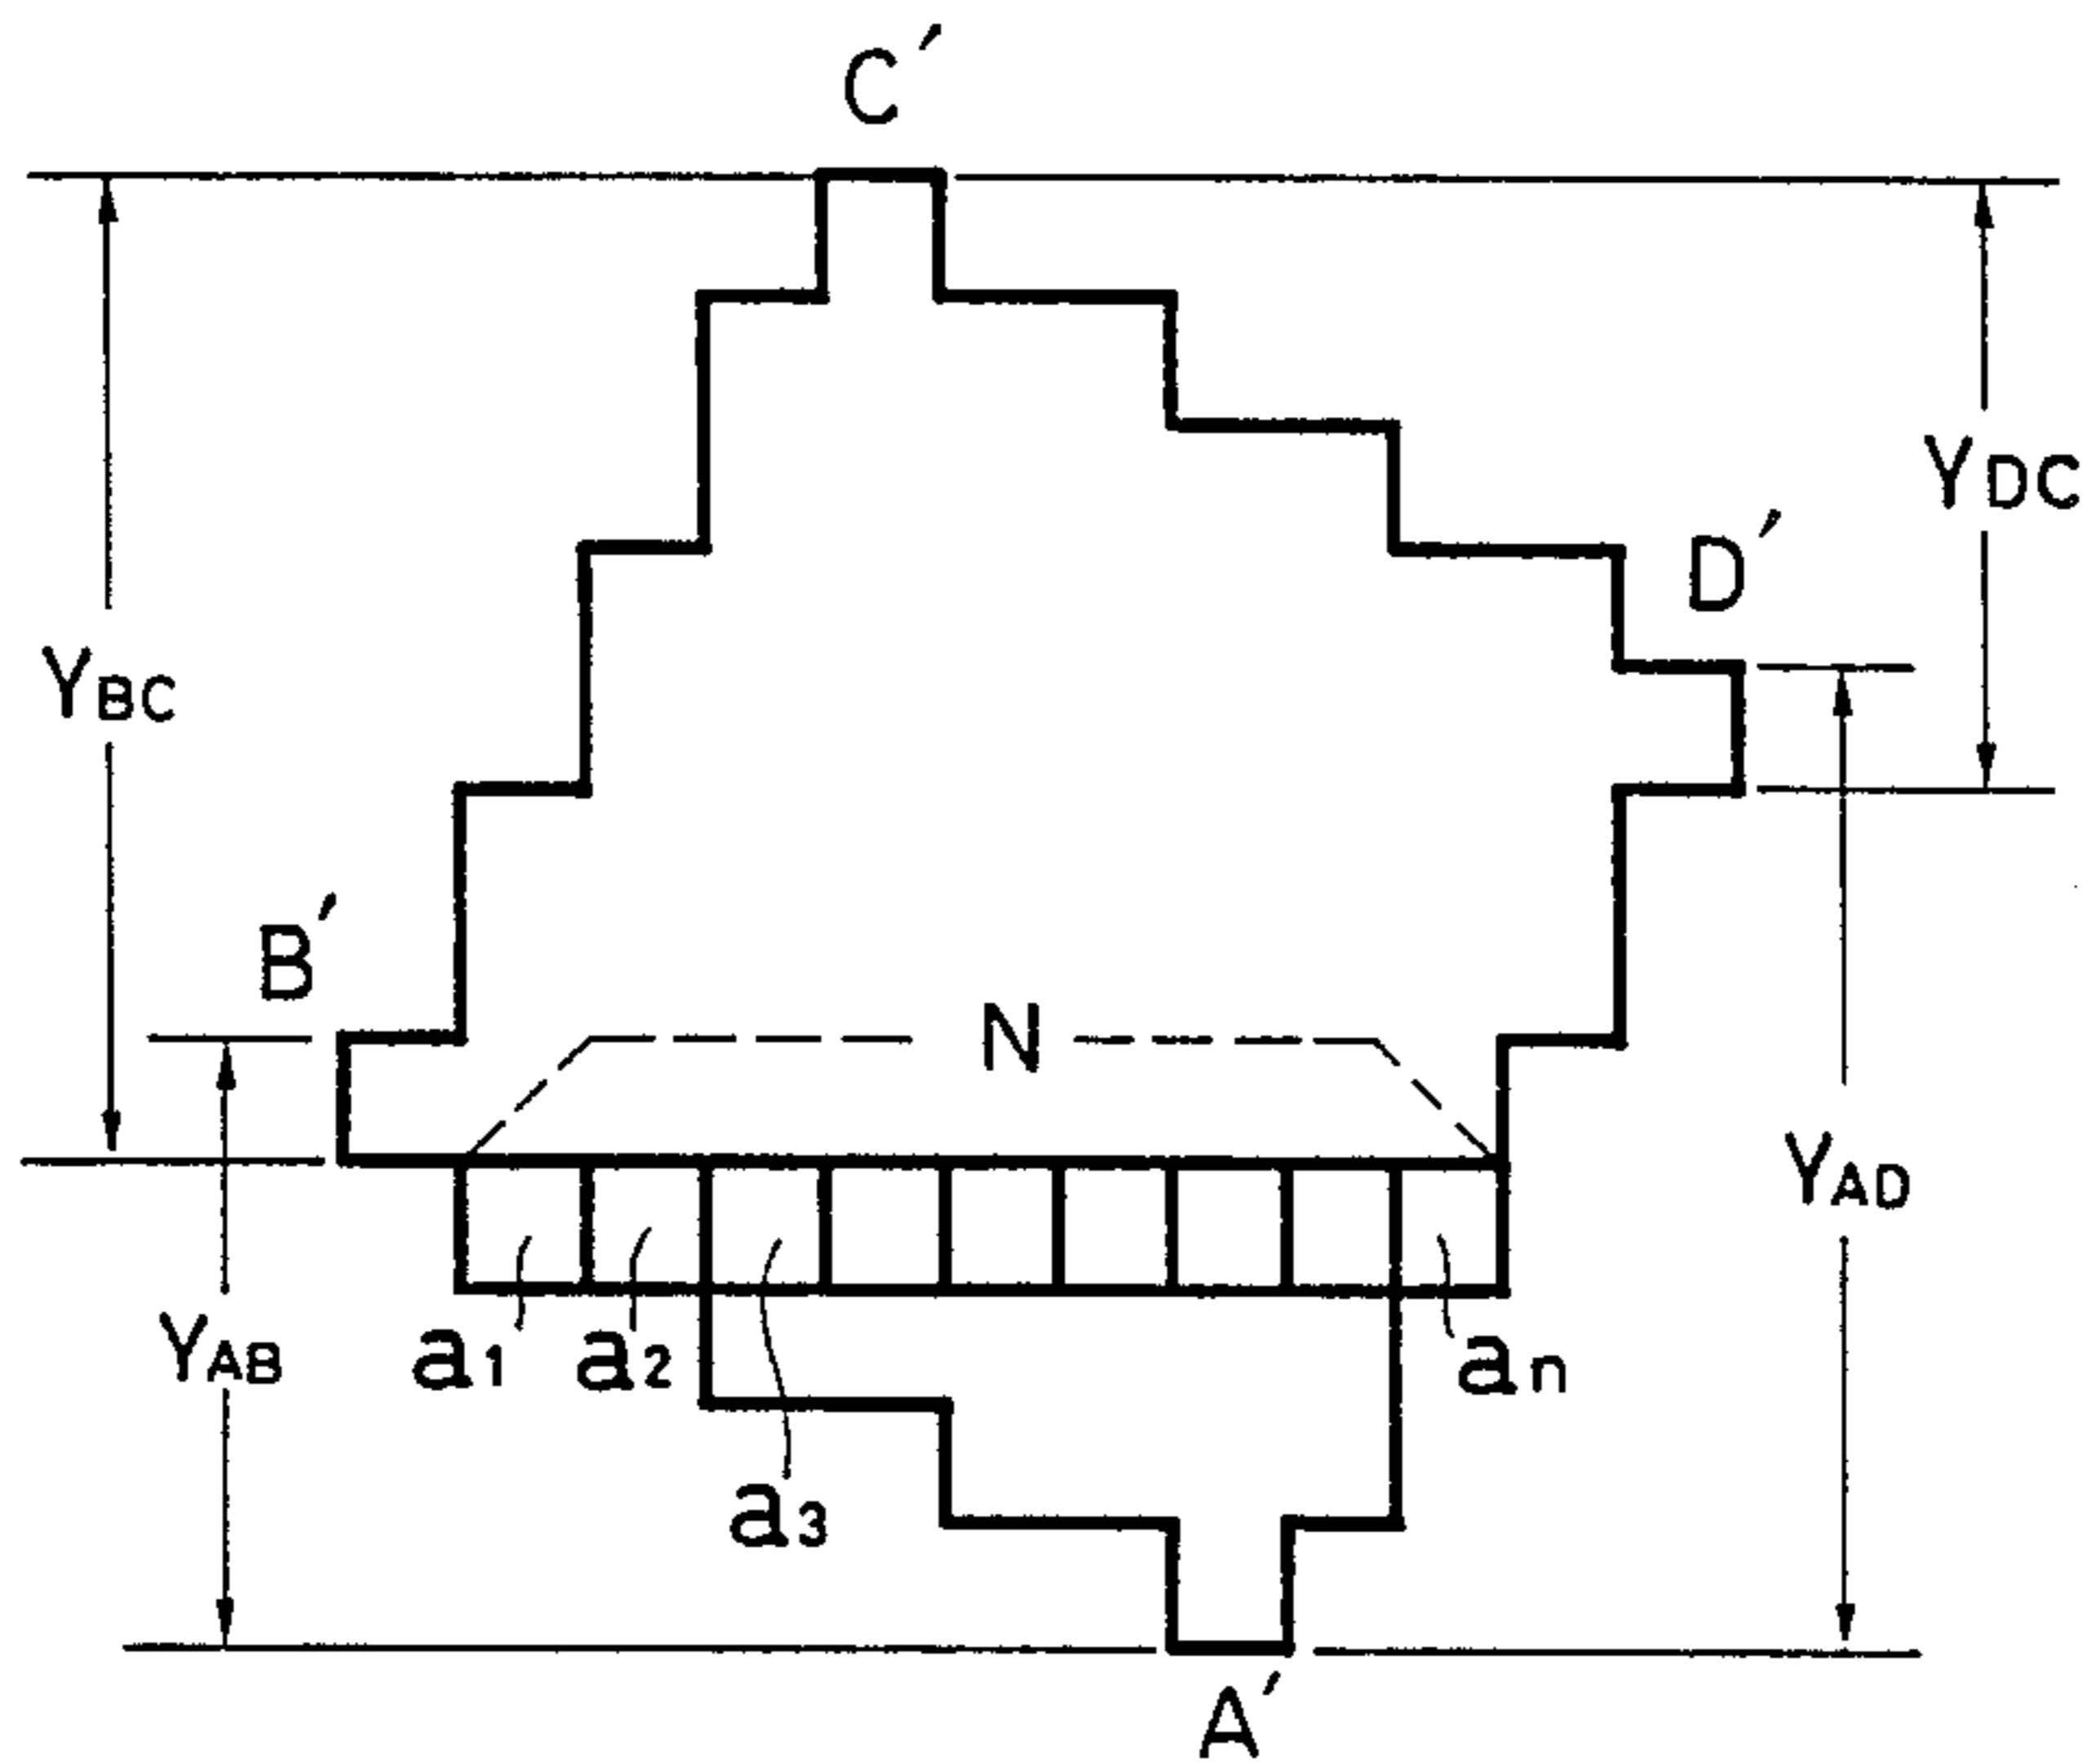 C′
YDC
D′
YBC
B′
N
YAD
YAB
a1 a2 an
a3
A′